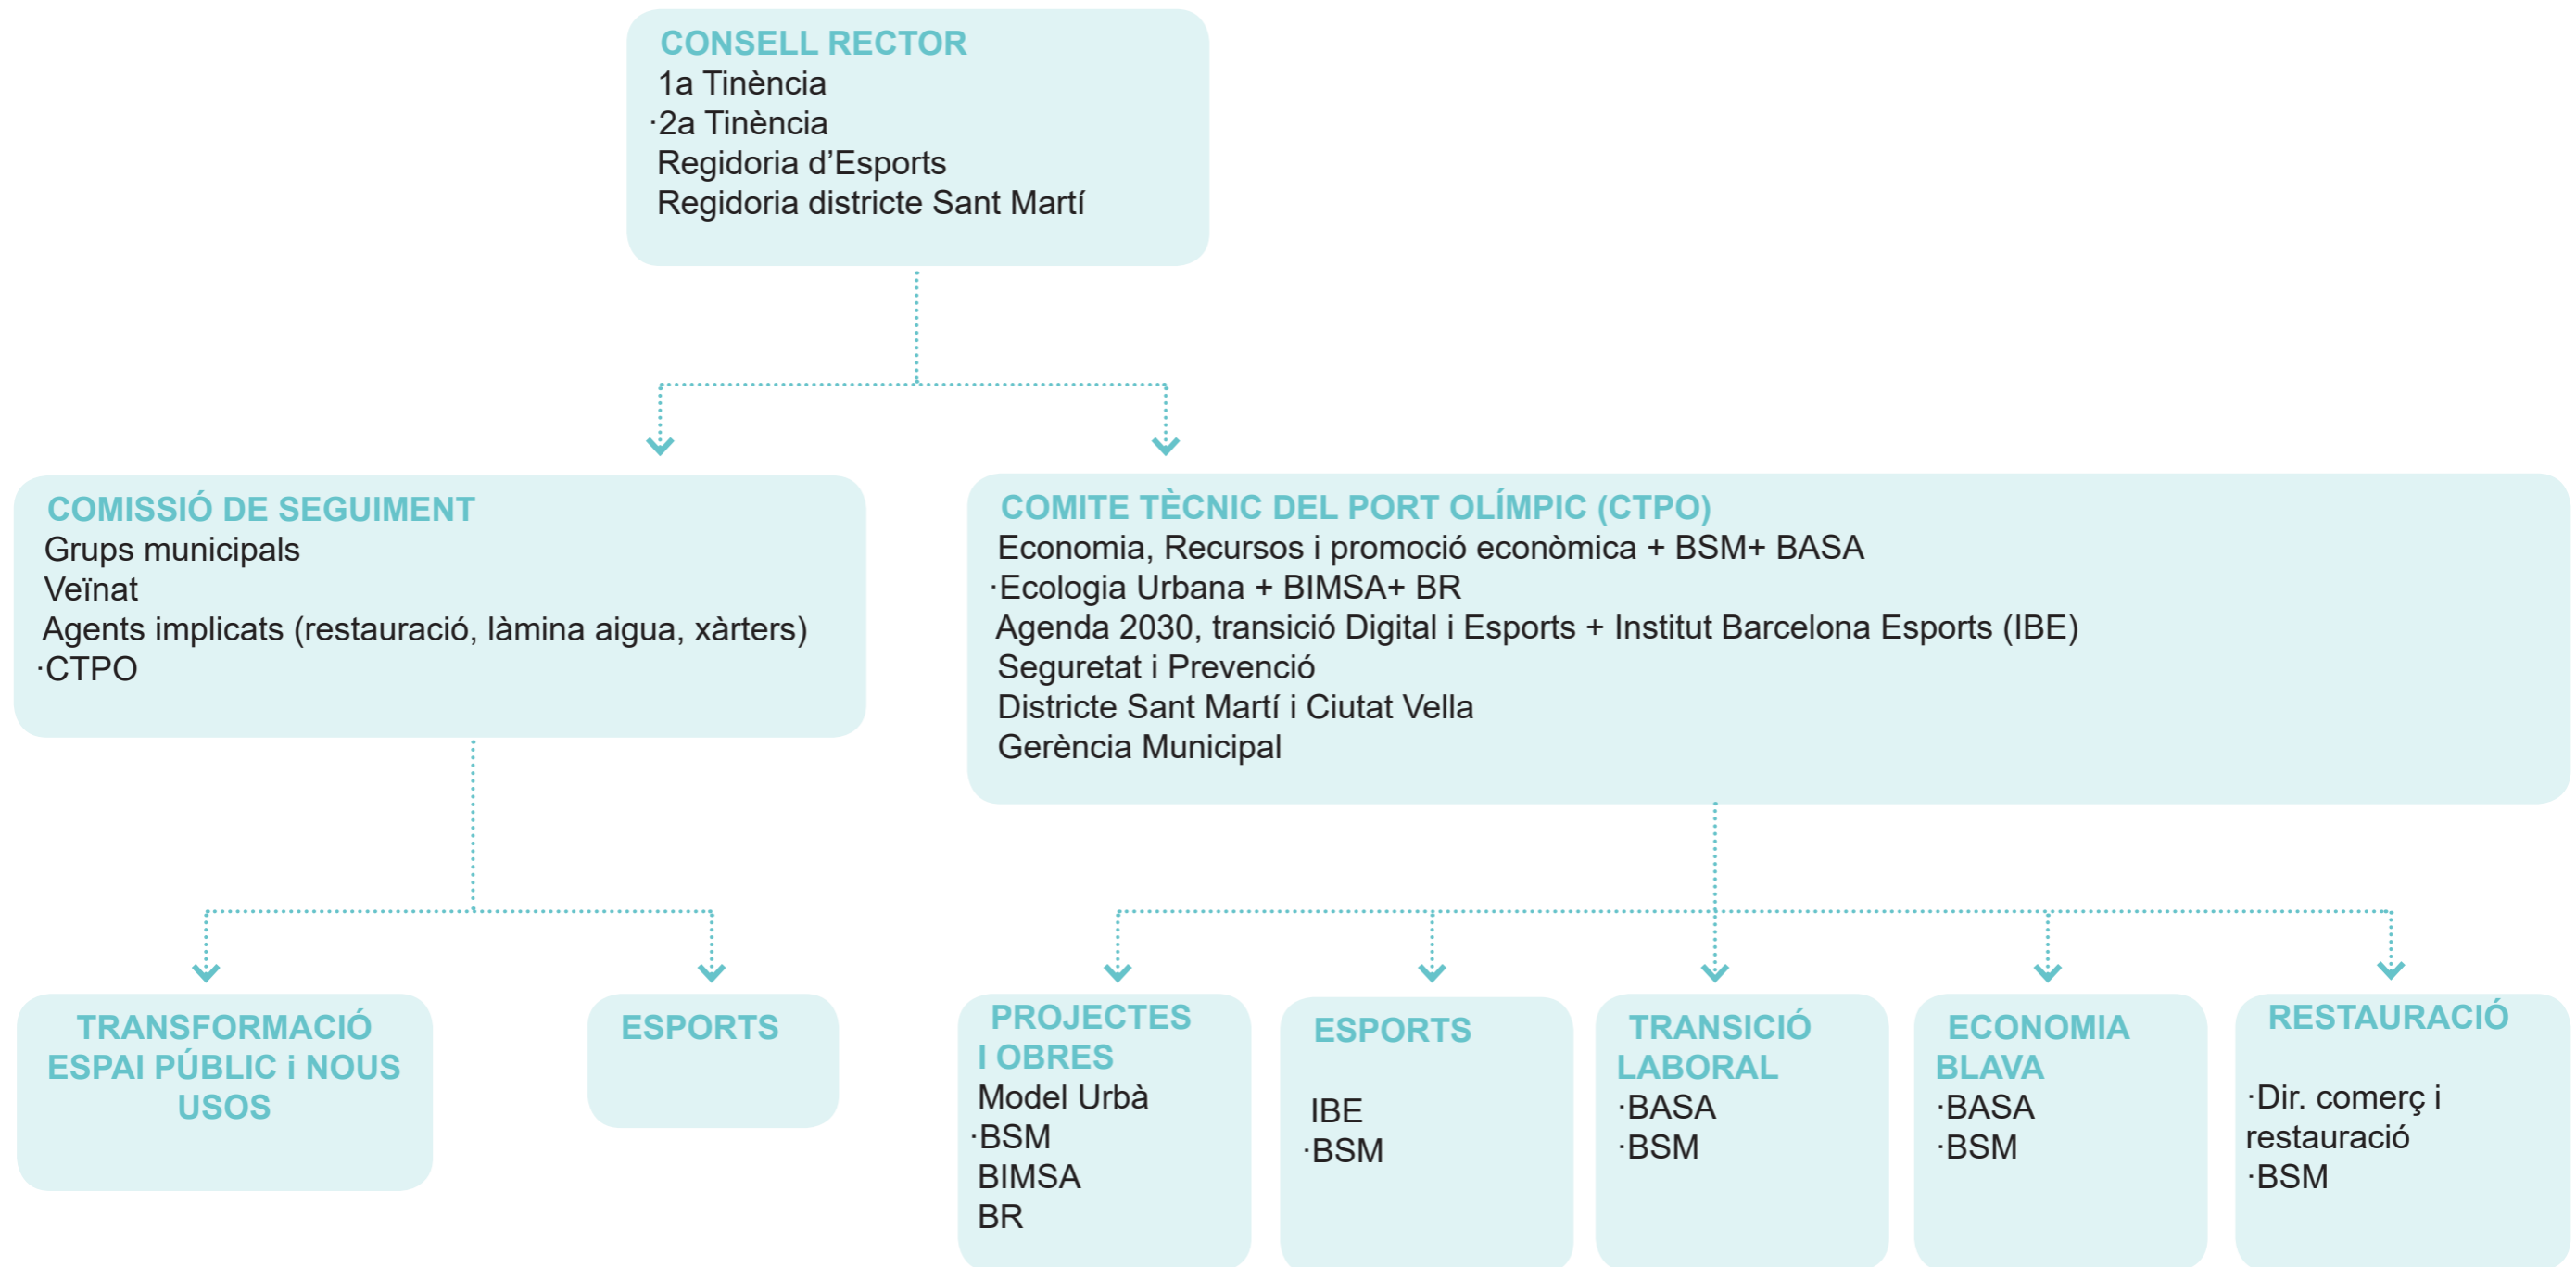 CONSELL RECTOR
1a Tinència
·2a Tinència
Regidoria d’Esports
Regidoria districte Sant Martí
COMISSIÓ DE SEGUIMENT
Grups municipals
Veïnat
Agents implicats (restauració, làmina aigua, xàrters)
·CTPO
COMITE TÈCNIC DEL PORT OLÍMPIC (CTPO)
Economia, Recursos i promoció econòmica + BSM+ BASA
·Ecologia Urbana + BIMSA+ BR
Agenda 2030, transició Digital i Esports + Institut Barcelona Esports (IBE)
Seguretat i Prevenció
Districte Sant Martí i Ciutat Vella
Gerència Municipal
TRANSFORMACIÓ
ESPAI PÚBLIC i NOUS
USOS
ESPORTS
PROJECTES
I OBRES
Model Urbà
·BSM
BIMSA
BR
ESPORTS
IBE
·BSM
TRANSICIÓ
LABORAL
·BASA
·BSM
ECONOMIA
BLAVA
·BASA
·BSM
RESTAURACIÓ
·Dir. comerç i
restauració
·BSM